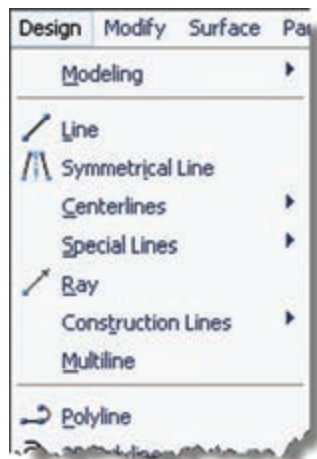 Design Modify Surface
Modeling
Line
Symmetrical Line
Centerlines
Special Lines
Ray
Construction Lines
Multiline
Polyline